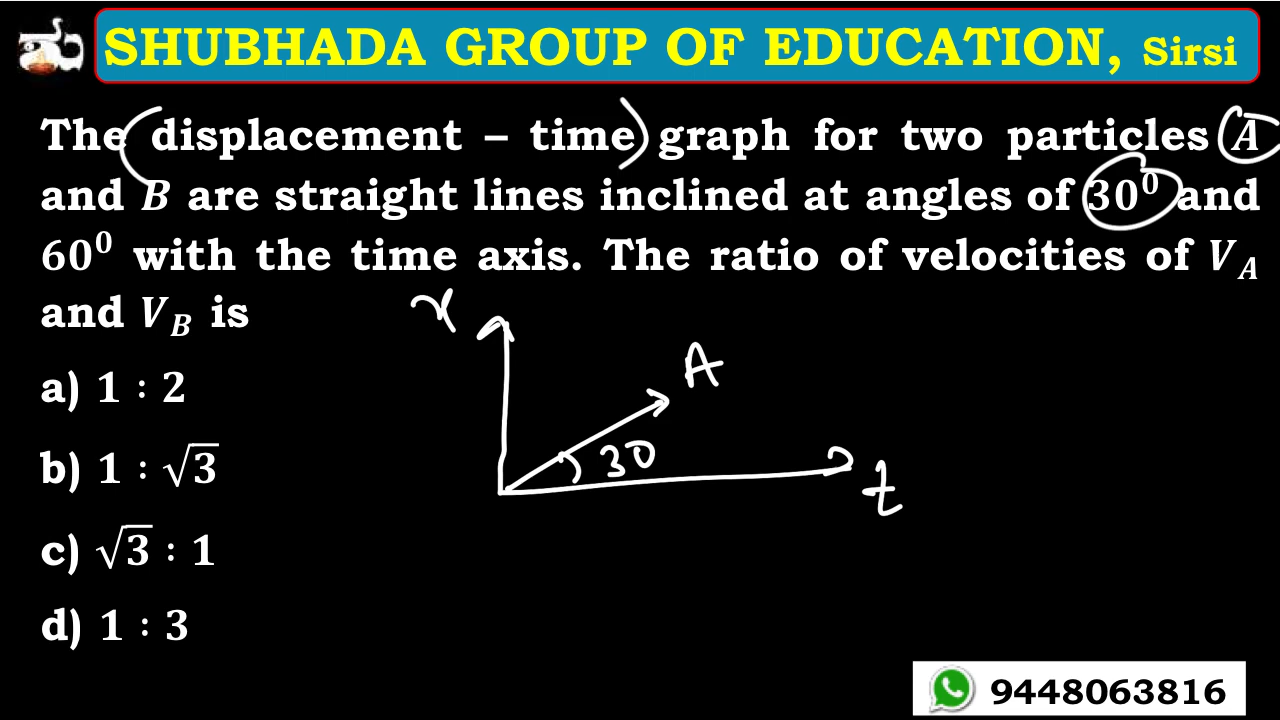 SHUBHADA GROUP OF EDUCATION, Sirsi
The displacement – time graph for two particles A
and B are straight lines inclined at angles of 30⁰ and
60⁰ with the time axis. The ratio of velocities of V_A
and V_B is
x
A
a) 1 : 2
30
b) 1 : √3
t
c) √3 : 1
d) 1 : 3
9448063816